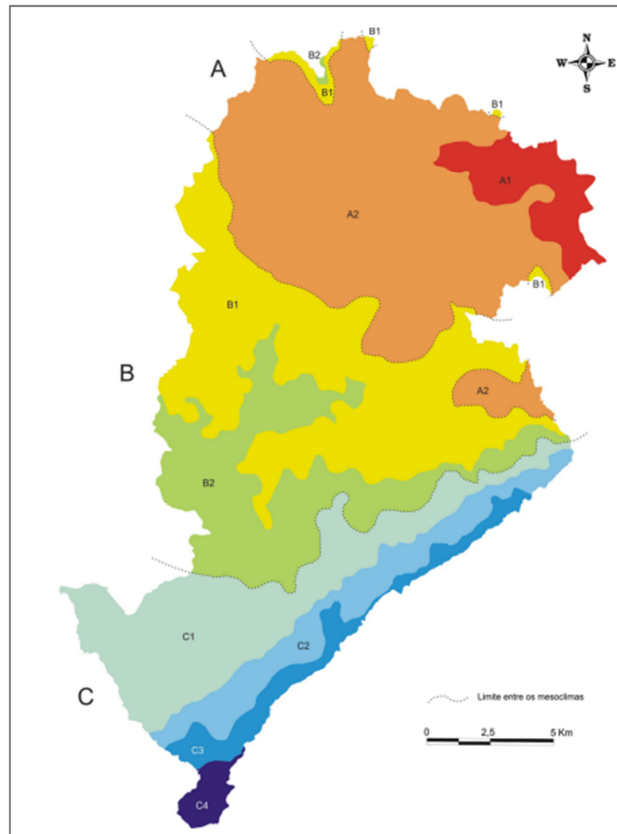 B1
B2
N
W E
S
A
B1
B1
A1
A2
B1
B1
B
A2
B2
C1
C2
C
Limite entre os mesoclimas
0 2,5 5 Km
C3
C4